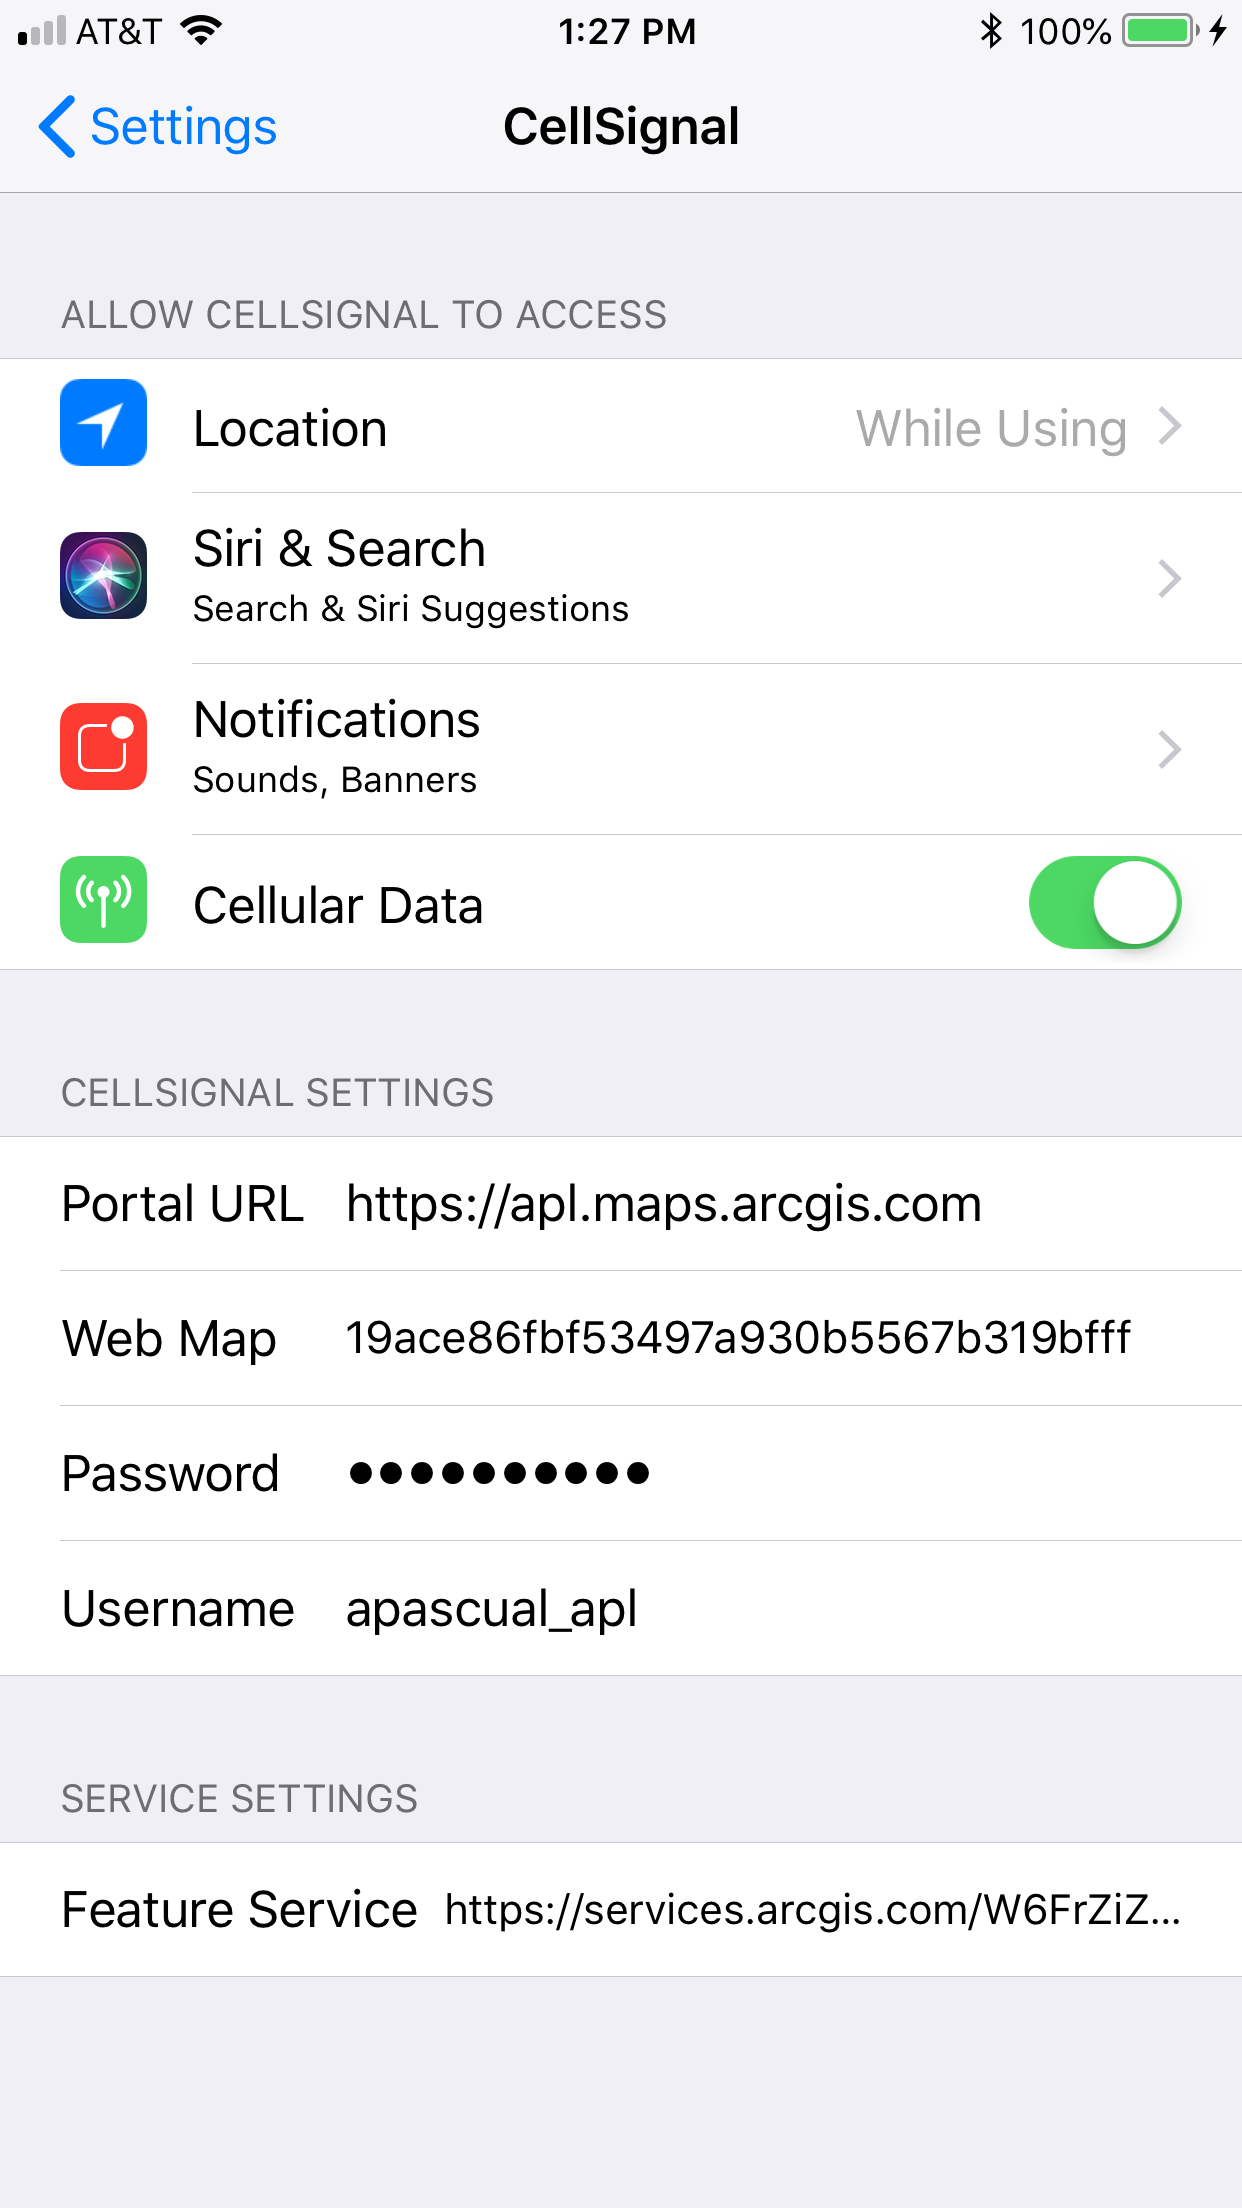 AT&T 1:27 PM 100%
Settings CellSignal
ALLOW CELLSIGNAL TO ACCESS
Location While Using
Siri & Search
Search & Siri Suggestions
Notifications
Sounds, Banners
Cellular Data
CELLSIGNAL SETTINGS
Portal URL https://apl.maps.arcgis.com
Web Map 19ace86fbf53497a930b5567b319bfff
Password ●●●●●●●●●●
Username apascual_apl
SERVICE SETTINGS
Feature Service https://services.arcgis.com/W6FrZiZ...